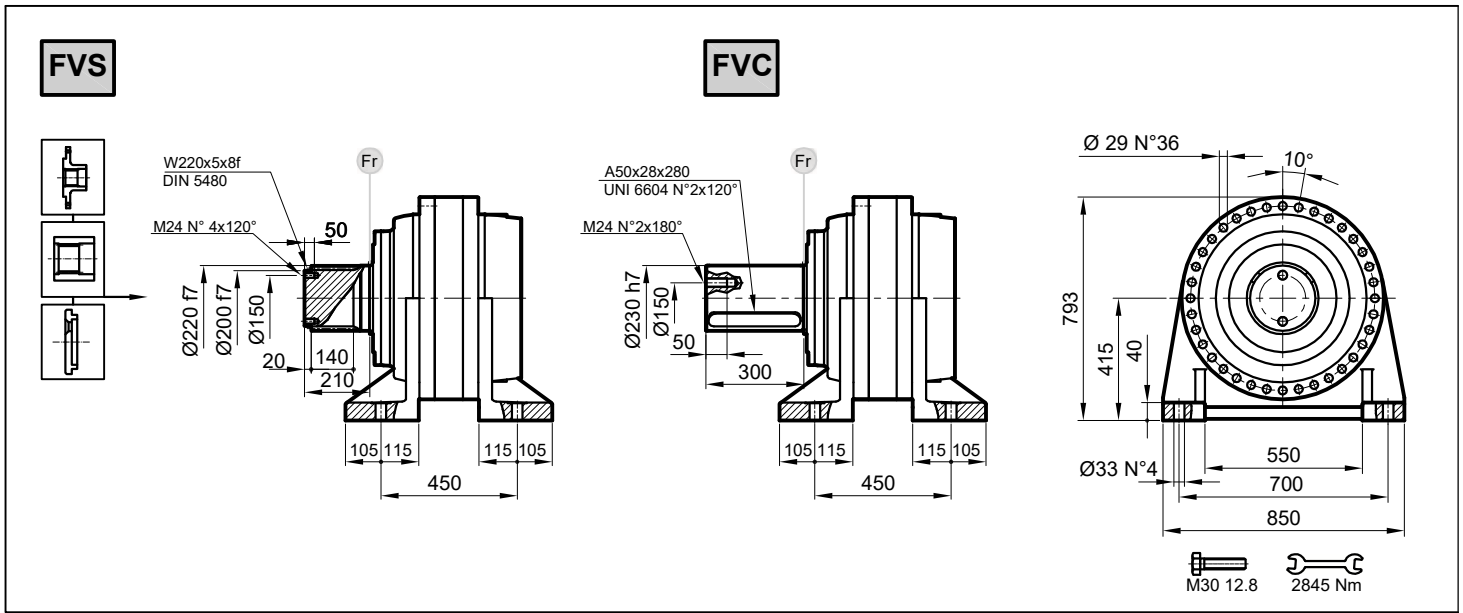 FVS
W220x5x8f
DIN 5480
M24 N° 4x120°
50
Fr
Ø220 f7
Ø200 f7
Ø150
20
140
210
105
115
115
105
450
FVC
A50x28x280
UNI 6604 N°2x120°
M24 N°2x180°
Fr
Ø230 h7
Ø150
50
300
105
115
115
105
450
Ø 29 N°36
10°
793
415
40
Ø33 N°4
550
700
850
M30 12.8
2845 Nm